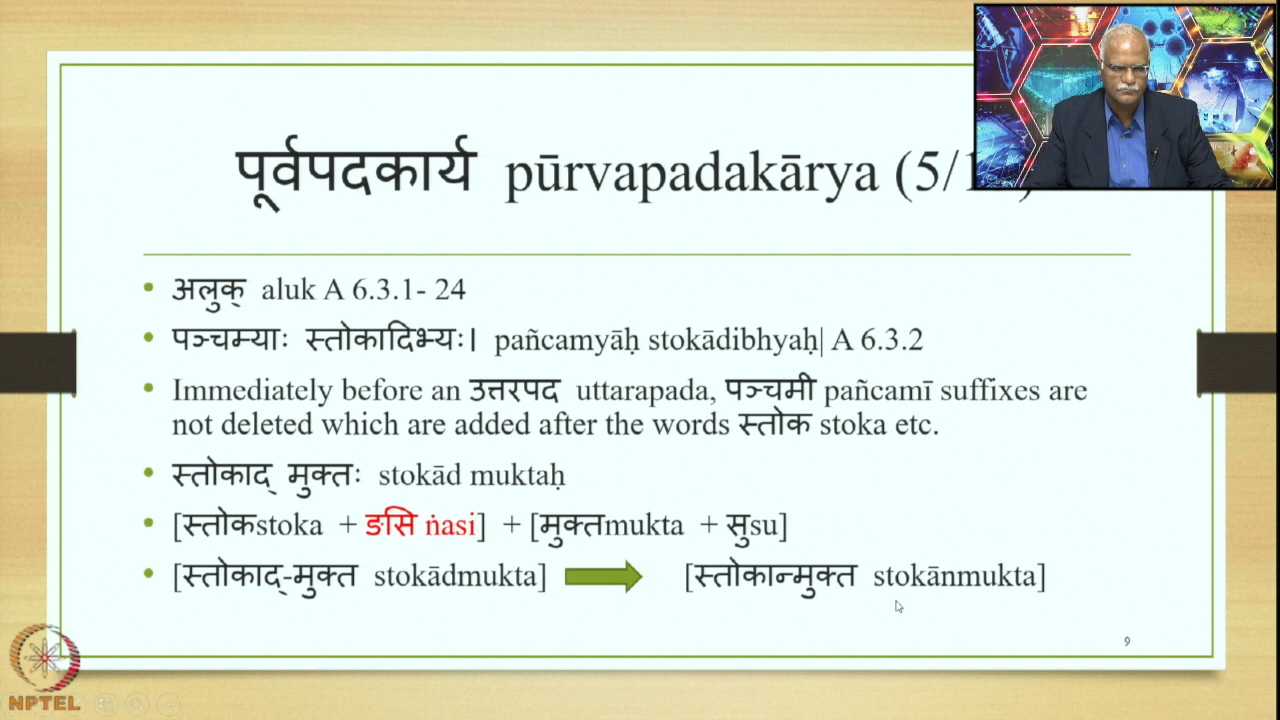 पूर्वपदकार्य pūrvapadakārya (5/
अलुक् aluk A 6.3.1- 24
पञ्चम्याः स्तोकादिभ्यः। pañcamyāḥ stokādibhyaḥ| A 6.3.2
Immediately before an उत्तरपद uttarapada, पञ्चमी pañcamī suffixes are
not deleted which are added after the words स्तोक stoka etc.
स्तोकाद् मुक्तः stokād muktaḥ
[स्तोकstoka + ङसि ṅasi] + [मुक्तmukta + सुsu]
[स्तोकाद्-मुक्त stokādmukta] [स्तोकान्मुक्त stokānmukta]
9
NPTEL